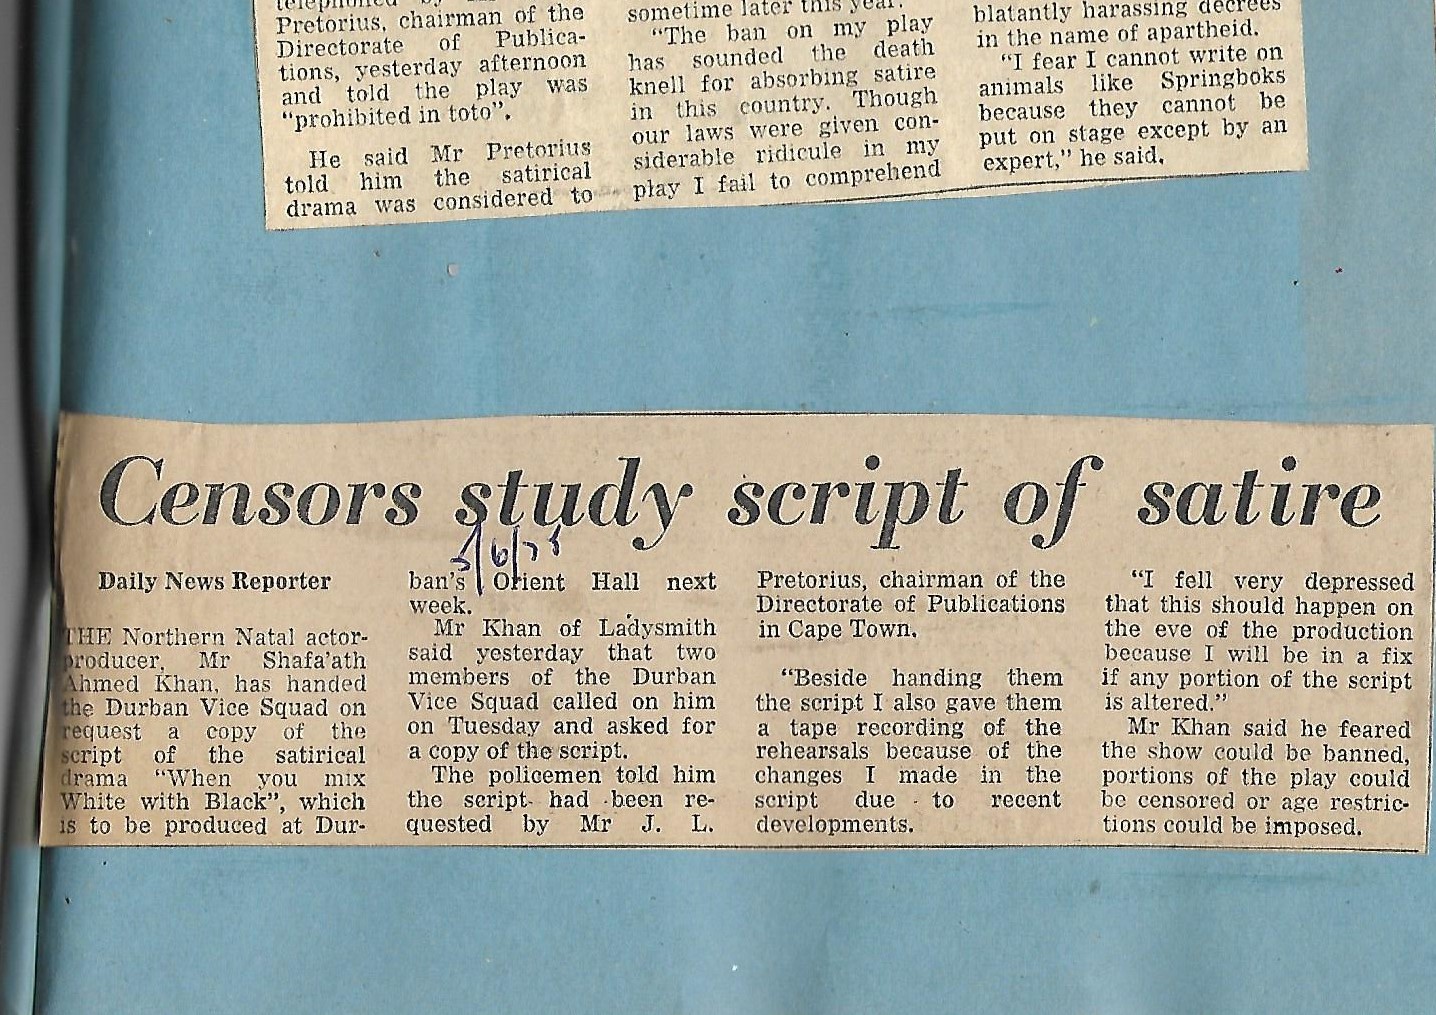 Pretorius, chairman of the
Directorate of Publica-
tions, yesterday afternoon
and told the play was
"prohibited in toto".
He said Mr Pretorius
told him the satirical
drama was considered to
sometime later this year.
"The ban on my play
has sounded the death
knell for absorbing satire
in this country. Though
our laws were given con-
siderable ridicule in my
play I fail to comprehend
blatantly harassing decrees
in the name of apartheid.
"I fear I cannot write on
animals like Springboks
because they cannot be
put on stage except by an
expert," he said.
Censors study script of satire
Daily News Reporter
THE Northern Natal actor-
producer, Mr Shafa'ath
Ahmed Khan, has handed
the Durban Vice Squad on
request a copy of the
script of the satirical
drama "When you mix
White with Black", which
is to be produced at Dur-
ban's Orient Hall next
week.
Mr Khan of Ladysmith
said yesterday that two
members of the Durban
Vice Squad called on him
on Tuesday and asked for
a copy of the script.
The policemen told him
the script had been re-
quested by Mr J. L.
Pretorius, chairman of the
Directorate of Publications
in Cape Town.
"Beside handing them
the script I also gave them
a tape recording of the
rehearsals because of the
changes I made in the
script due to recent
developments.
"I fell very depressed
that this should happen on
the eve of the production
because I will be in a fix
if any portion of the script
is altered."
Mr Khan said he feared
the show could be banned,
portions of the play could
be censored or age restric-
tions could be imposed.